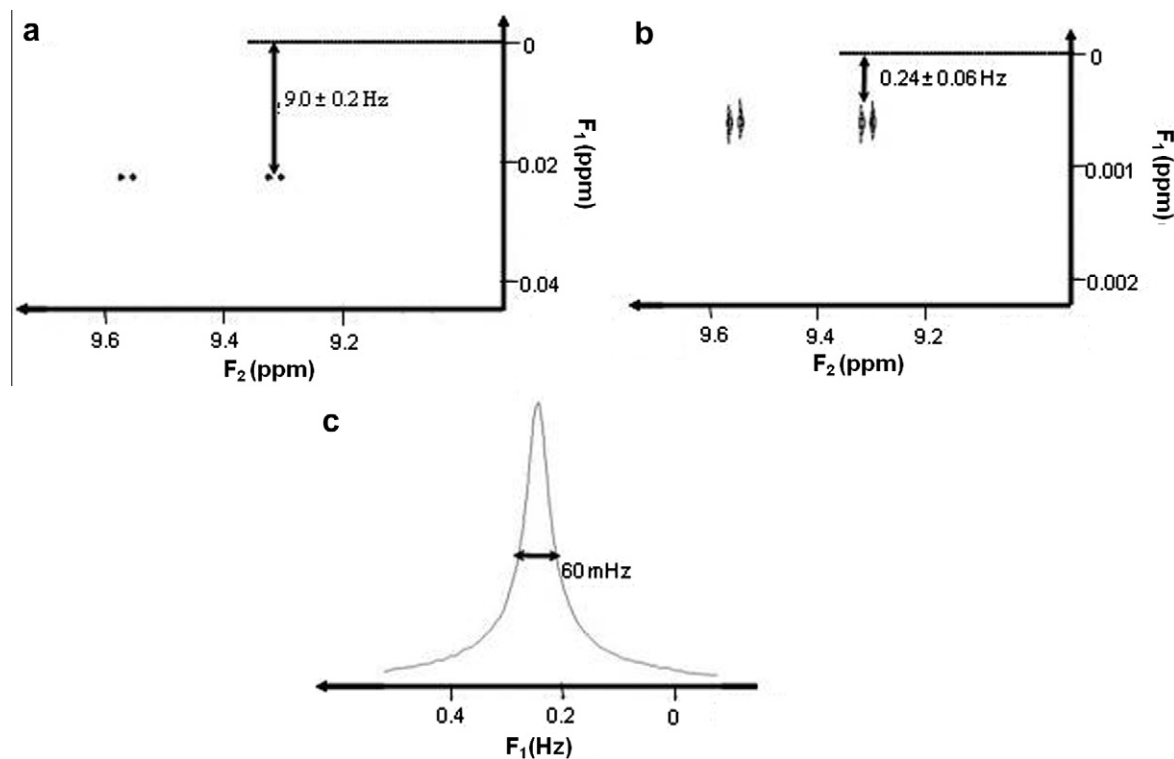 a
0
9.0 ± 0.2 Hz
0.02
F1 (ppm)
0.04
9.6 9.4 9.2
F2 (ppm)
b
0
0.24 ± 0.06 Hz
0.001
F1 (ppm)
0.002
9.6 9.4 9.2
F2 (ppm)
c
60 mHz
0.4 0.2 0
F1(Hz)